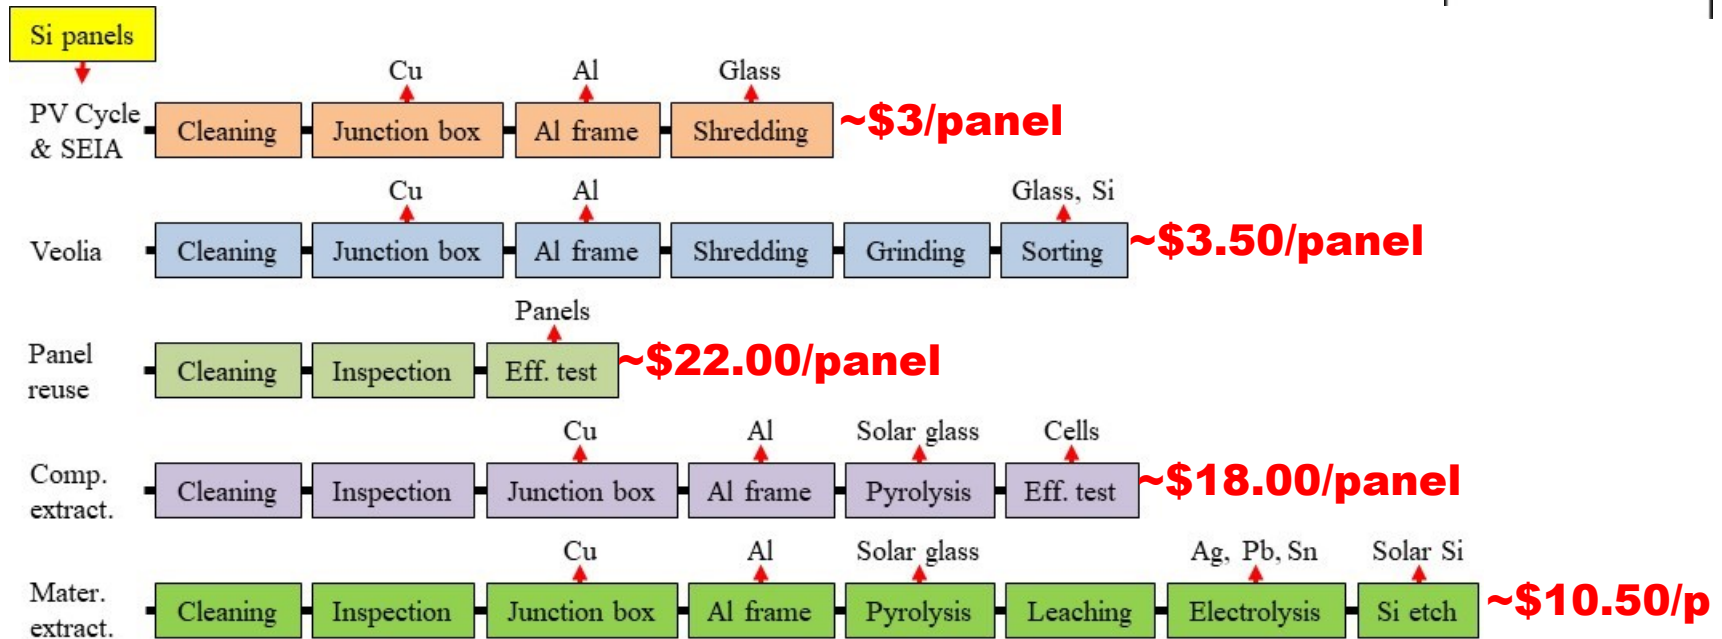 Si panels
Cu Al Glass
PV Cycle
& SEIA
Cleaning Junction box Al frame Shredding ~$3/panel
Cu Al Glass, Si
Veolia Cleaning Junction box Al frame Shredding Grinding Sorting ~$3.50/panel
Panels
Panel
reuse
Cleaning Inspection Eff. test ~$22.00/panel
Cu Al Solar glass Cells
Comp.
extract.
Cleaning Inspection Junction box Al frame Pyrolysis Eff. test ~$18.00/panel
Cu Al Solar glass Ag, Pb, Sn Solar Si
Mater.
extract.
Cleaning Inspection Junction box Al frame Pyrolysis Leaching Electrolysis Si etch ~$10.50/p